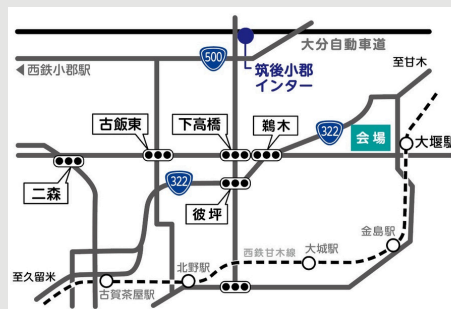 500
大分自動車道
◀西鉄小郡駅
筑後小郡
インター
至甘木
古飯東
下高橋
鵜木
322
会場
大堰駅
二森
322
彼坪
金島駅
西鉄甘木線
大城駅
至久留米
北野駅
古賀茶屋駅